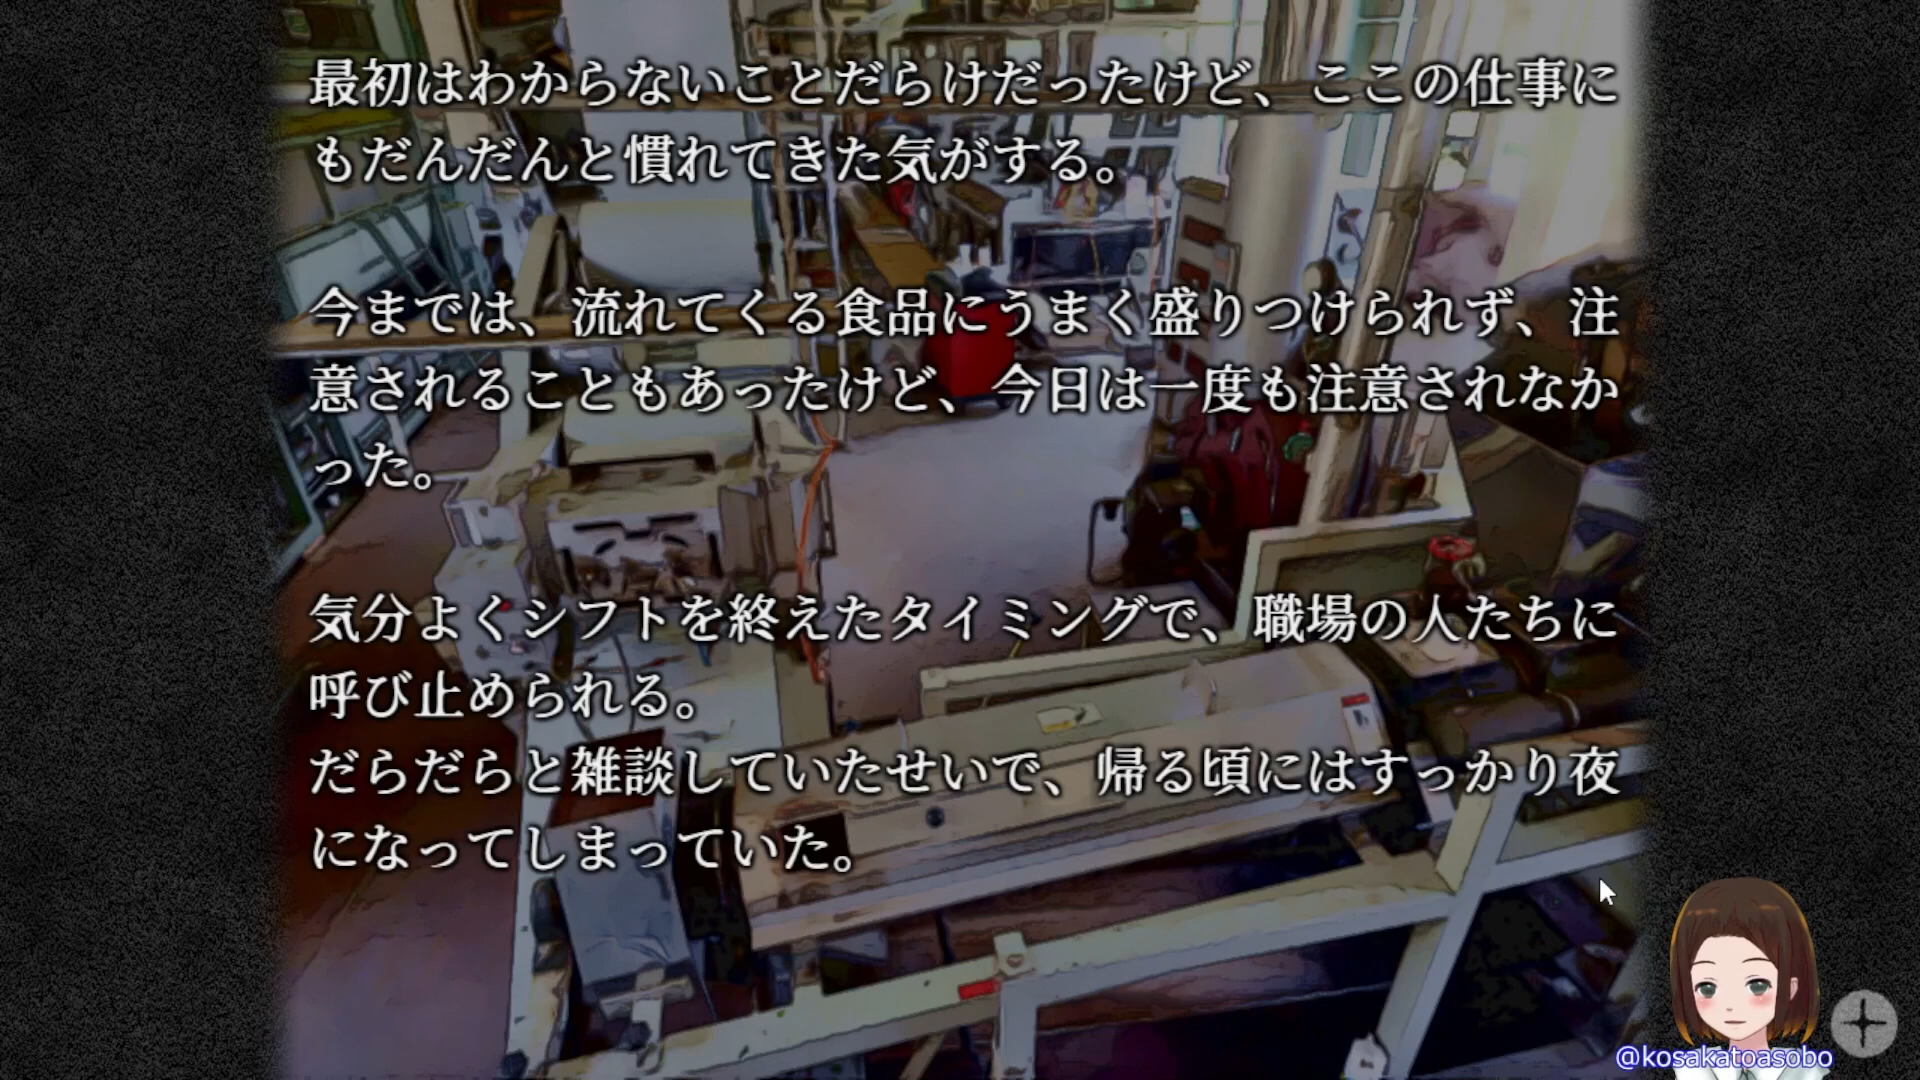 最初はわからないことだらけだったけど、ここの仕事に
もだんだんと慣れてきた気がする。
今までは、流れてくる食品にうまく盛りつけられず、注
意されることもあったけど、今日は一度も注意されなか
った。
気分よくシフトを終えたタイミングで、職場の人たちに
呼び止められる。
だらだらと雑談していたせいで、帰る頃にはすっかり夜
になってしまっていた。
@kosakatoasobo